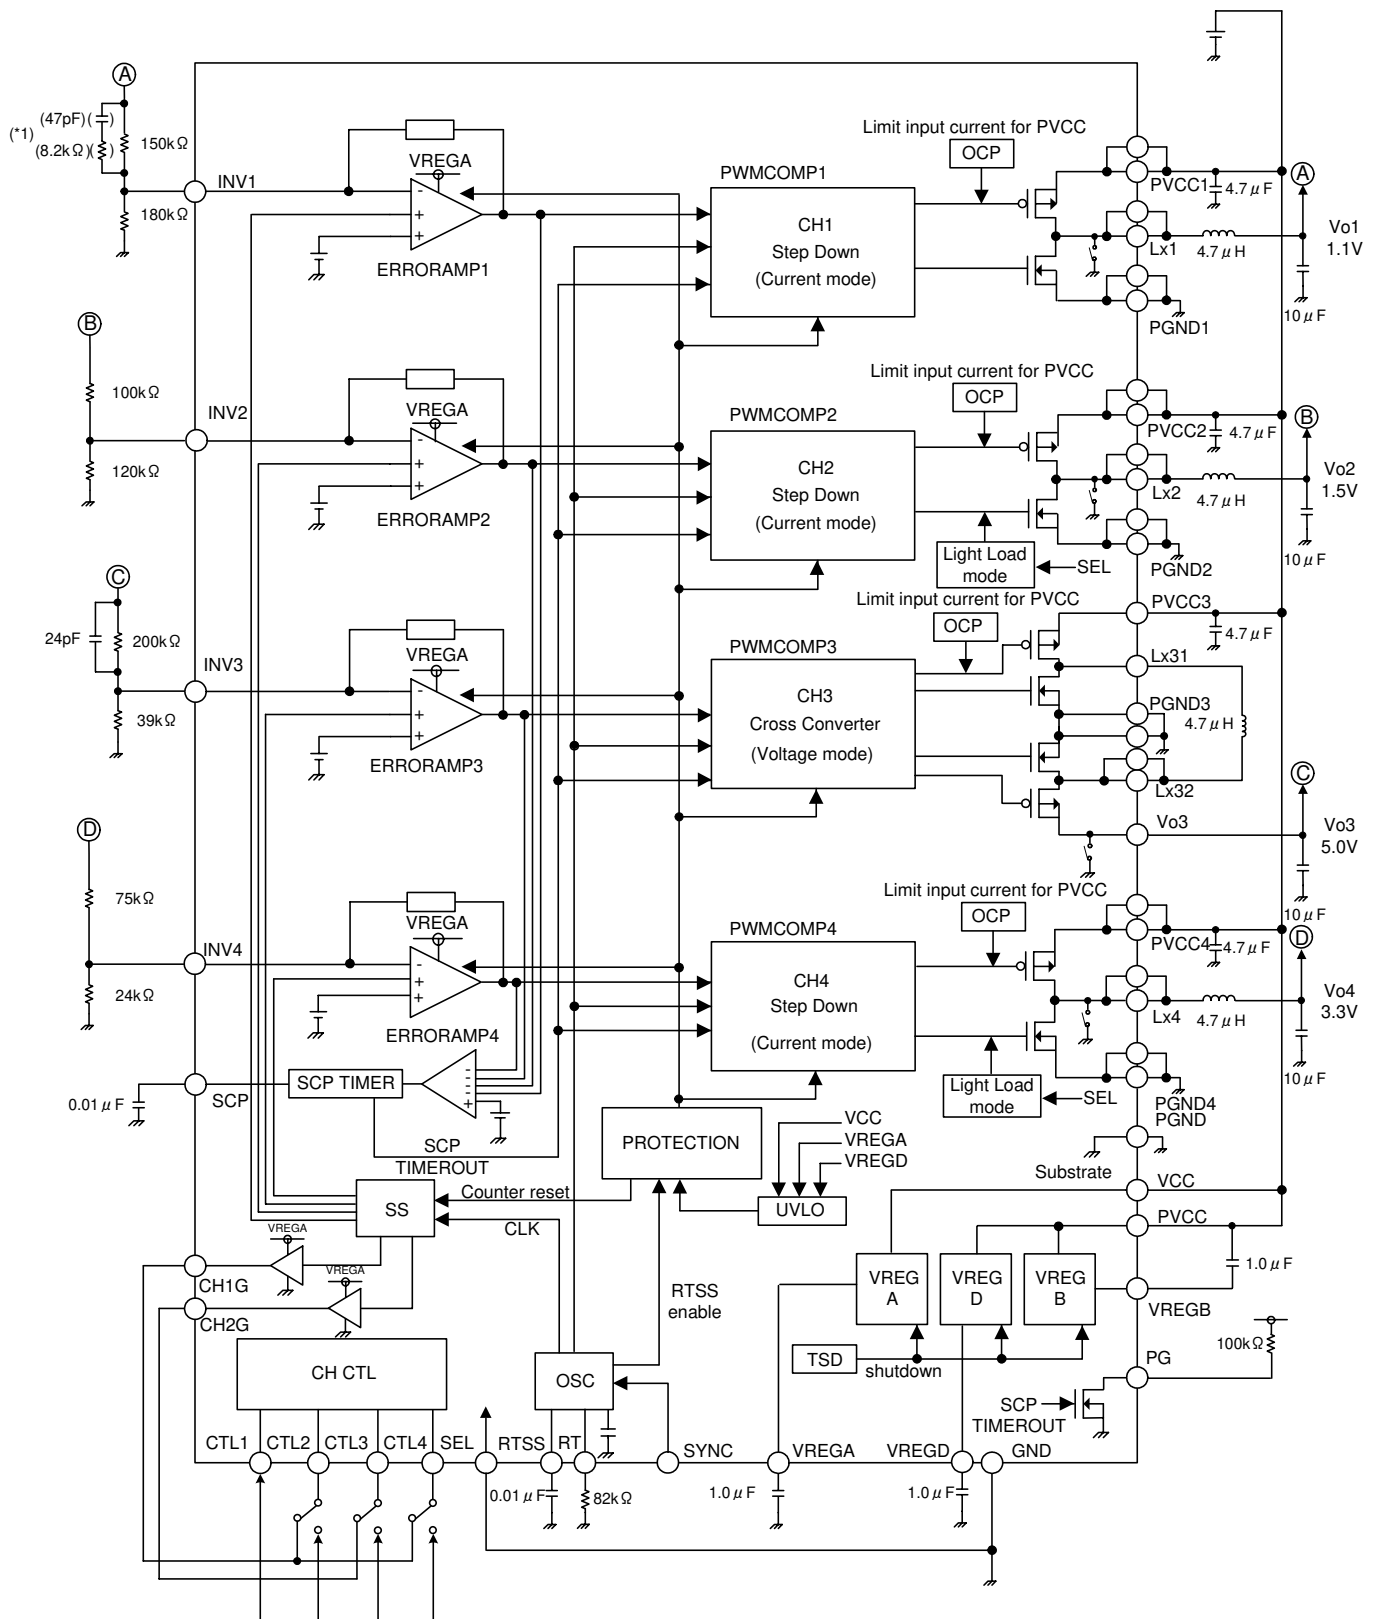 A
(*1)
(47pF)
(8.2kΩ)
150kΩ
180kΩ
INV1
VREGA
-
+
+
ERRORAMP1
PWMCOMP1
CH1
Step Down
(Current mode)
Limit input current for PVCC
OCP
PVCC1
4.7μF
A
Lx1
4.7μH
Vo1
1.1V
PGND1
10μF
B
100kΩ
120kΩ
INV2
VREGA
-
+
+
ERRORAMP2
PWMCOMP2
CH2
Step Down
(Current mode)
Limit input current for PVCC
OCP
PVCC2
4.7μF
B
Lx2
4.7μH
Vo2
1.5V
Light Load
mode
SEL
PGND2
10μF
C
24pF
200kΩ
39kΩ
INV3
VREGA
-
+
+
ERRORAMP3
PWMCOMP3
CH3
Cross Converter
(Voltage mode)
Limit input current for PVCC
OCP
PVCC3
4.7μF
Lx31
PGND3
4.7μH
Lx32
C
Vo3
Vo3
5.0V
10μF
D
75kΩ
24kΩ
INV4
VREGA
-
+
+
ERRORAMP4
PWMCOMP4
CH4
Step Down
(Current mode)
Limit input current for PVCC
OCP
PVCC4
4.7μF
D
Lx4
4.7μH
Vo4
3.3V
Light Load
mode
SEL
10μF
PGND4
PGND
0.01μF
SCP
SCP TIMER
-
-
-
-
+
SCP
TIMEROUT
PROTECTION
VCC
VREGA
VREGD
UVLO
Substrate
VCC
PVCC
SS
Counter reset
CLK
VREGA
CH1G
VREGA
CH2G
RTSS
enable
VREG
A
VREG
D
VREG
B
1.0μF
VREGB
TSD
shutdown
100kΩ
PG
CH CTL
OSC
SCP
TIMEROUT
CTL1
CTL2
CTL3
CTL4
SEL
RTSS
RT
SYNC
VREGA
VREGD
GND
0.01μF
82kΩ
1.0μF
1.0μF